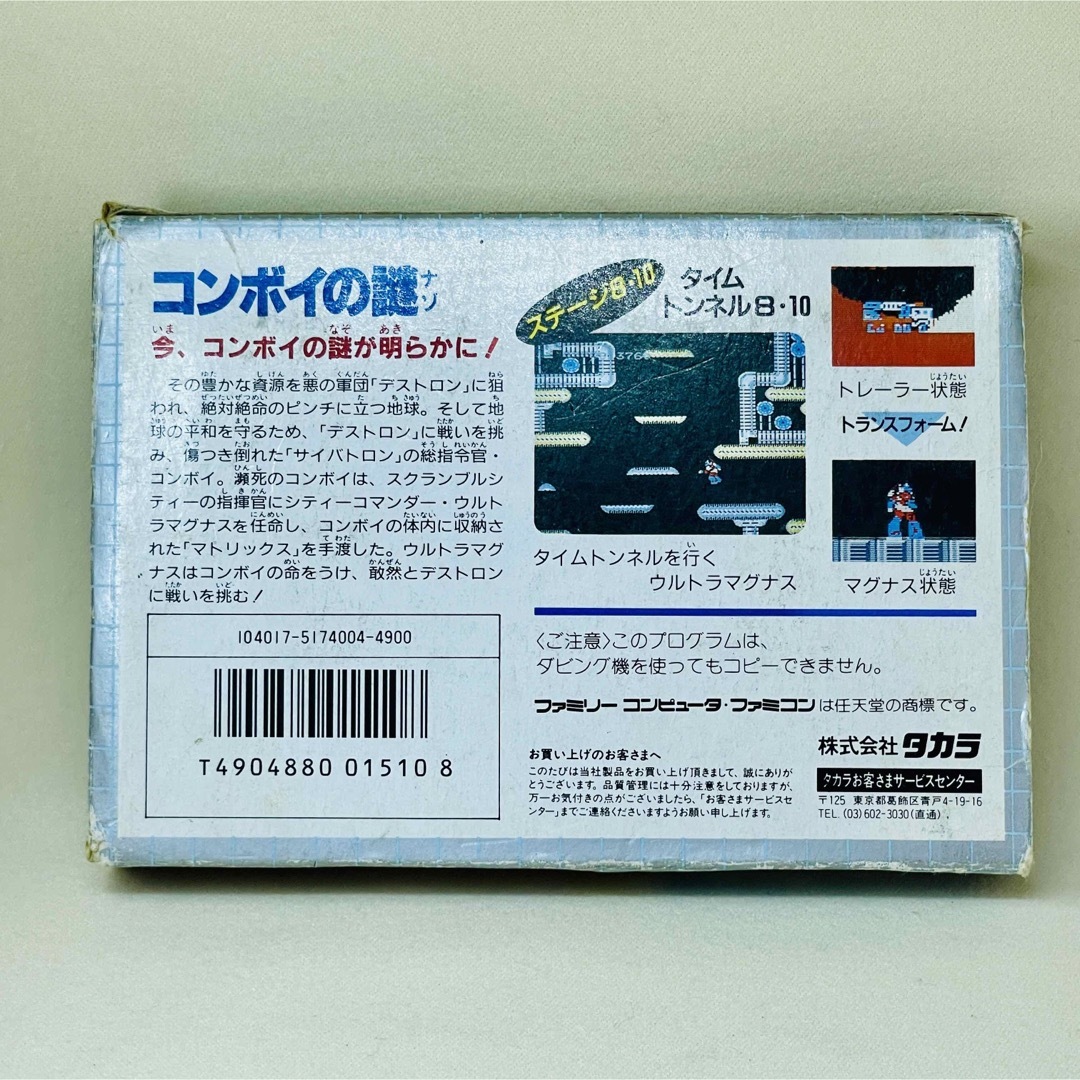 コンボイの謎
ナゾ
今、コンボイの謎が明らかに!
その豊かな資源を悪の軍団「デストロン」に狙
われ、絶対絶命のピンチに立つ地球。そして地
球の平和を守るため、「デストロン」に戦いを挑
み、傷つき倒れた「サイバトロン」の総指令官・
コンボイ。瀕死のコンボイは、スクランブルシ
ティーの指揮官にシティーコマンダー・ウルト
ラマグナスを任命し、コンボイの体内に収納さ
れた「マトリックス」を手渡した。ウルトラマグ
ナスはコンボイの命をうけ、敢然とデストロン
に戦いを挑む!
104017-5174004-4900
T4904880 015108
ステージ8・10
タイム
トンネル8・10
376
タイムトンネルを行く
ウルトラマグナス
トレーラー状態
トランスフォーム!
マグナス状態
〈ご注意〉このプログラムは、
ダビング機を使ってもコピーできません。
ファミリー コンピュータ・ファミコンは任天堂の商標です。
お買い上げのお客さまへ
このたびは当社製品をお買い上げ頂きまして、誠にありが
とうございます。品質管理には十分注意をしておりますが、
万一お気付きの点がございましたら、「お客さまサービスセ
ンター」までご連絡くださいますようお願い申し上げます。
株式会社 タカラ
タカラお客さまサービスセンター
〒125 東京都葛飾区青戸4-19-16
TEL.(03)602-3030(直通)